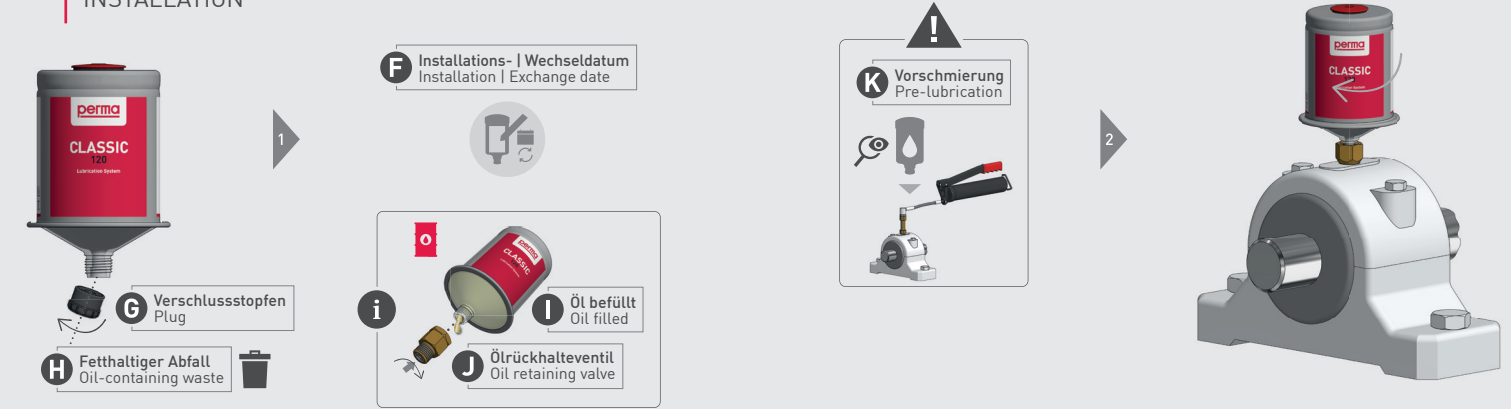 INSTALLATION
perma
CLASSIC
120
Lubrication System
G Verschlussstopfen
Plug
H Fetthaltiger Abfall
Oil-containing waste
1
F Installations- | Wechseldatum
Installation | Exchange date
i
perma
CLASSIC
I Öl befüllt
Oil filled
J Ölrückhalteventil
Oil retaining valve
!
K Vorschmierung
Pre-lubrication
2
perma
CLASSIC